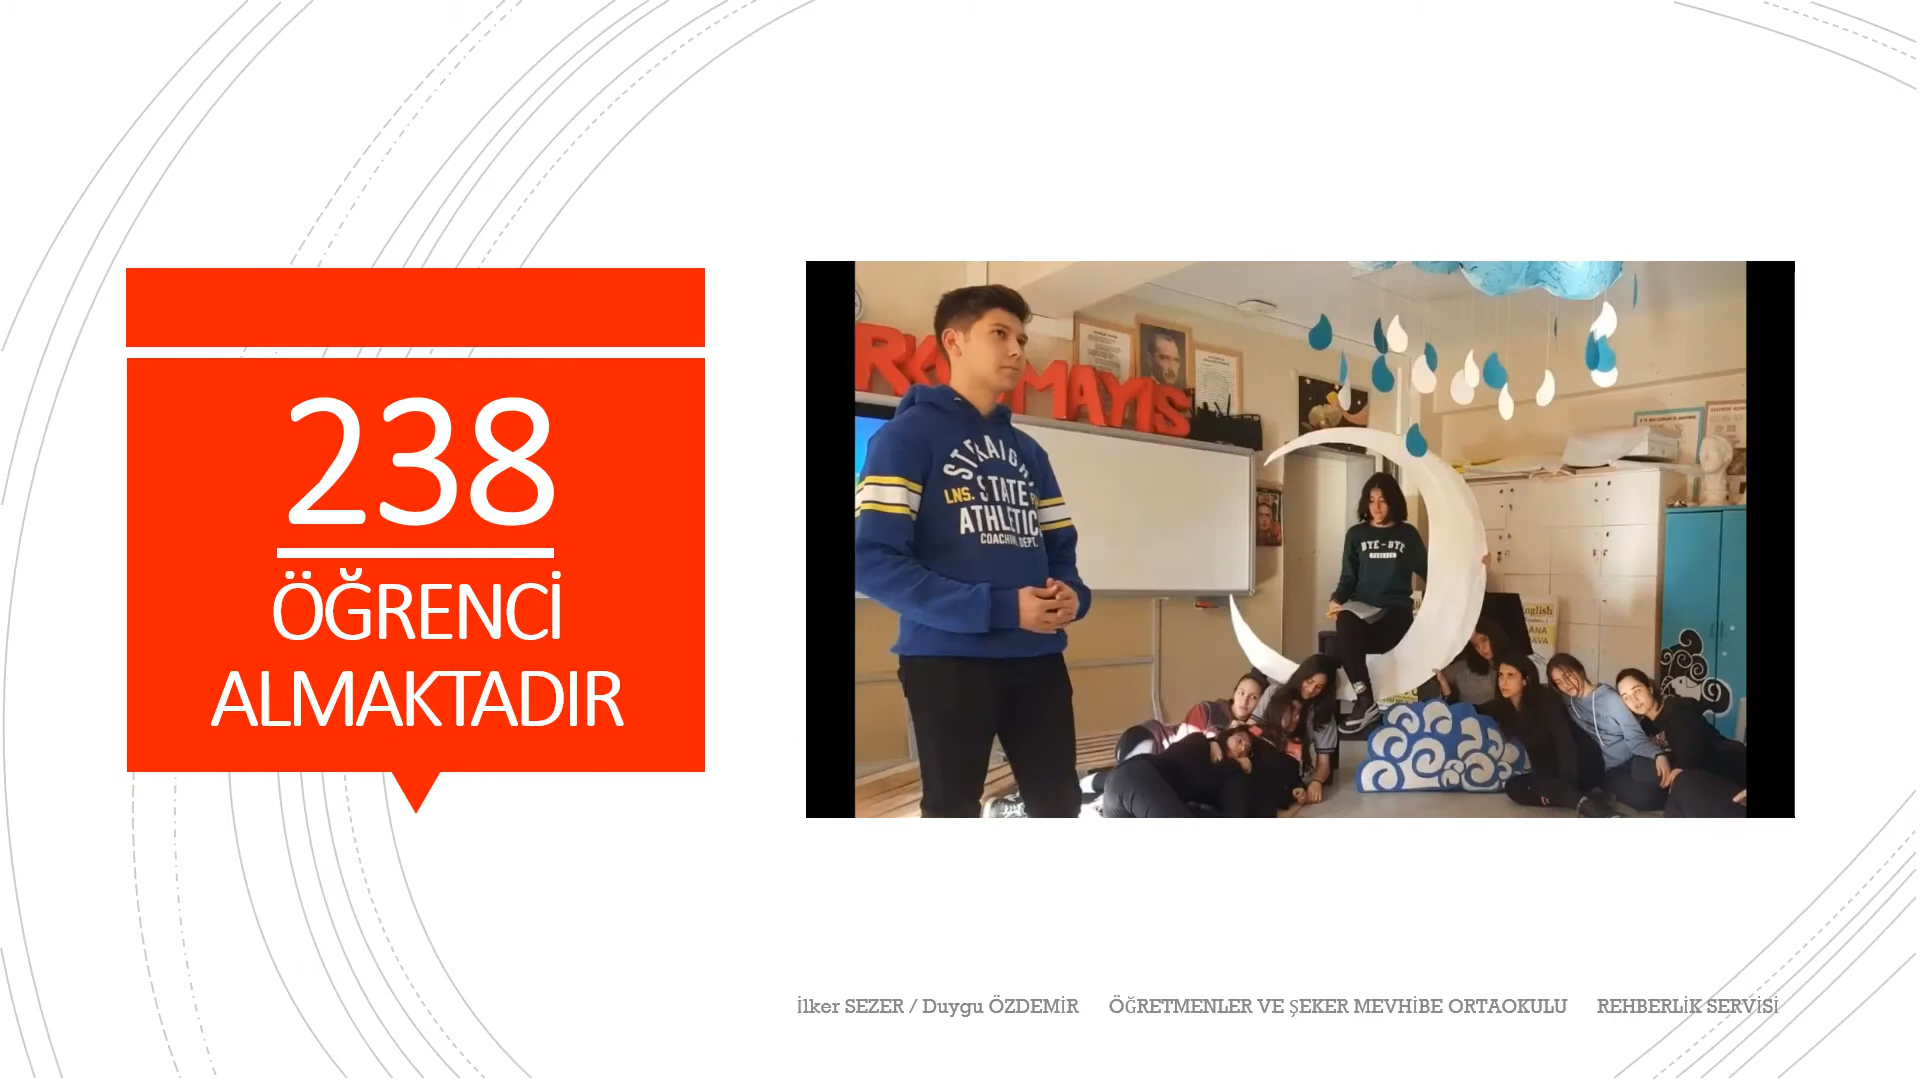 238
ÖĞRENCİ
ALMAKTADIR
MAYIS
STRAIGHT
LNS. STATE
ATHLETIC
COACHING DEPT.
BYE-BYE
nglish
İlker SEZER / Duygu ÖZDEMİR ÖĞRETMENLER VE ŞEKER MEVHİBE ORTAOKULU REHBERLİK SERVİSİ